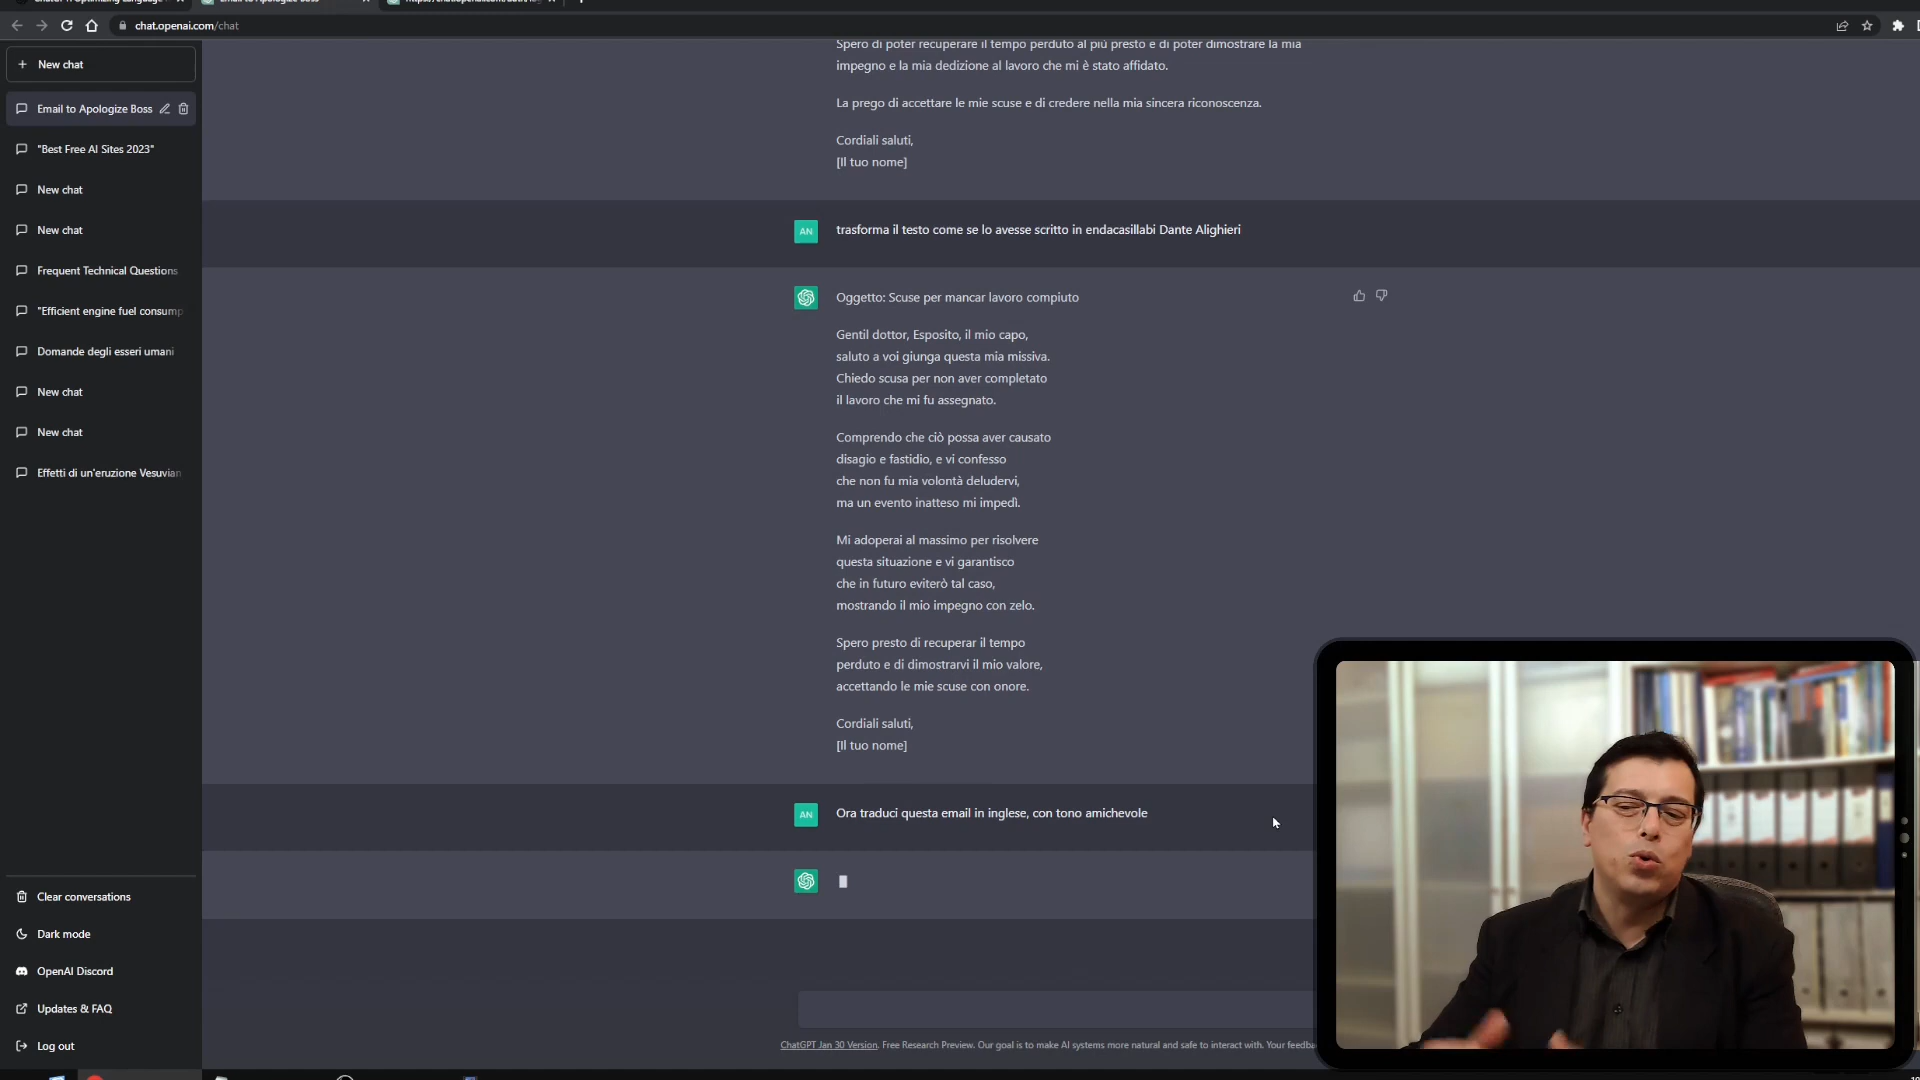 Email to Apologize Boss
chat.openai.com/chat
New chat
Email to Apologize Boss
"Best Free AI Sites 2023"
New chat
New chat
Frequent Technical Questions
"Efficient engine fuel consump
Domande degli esseri umani
New chat
New chat
Effetti di un'eruzione Vesuvian
Clear conversations
Dark mode
OpenAI Discord
Updates & FAQ
Log out
Spero di poter recuperare il tempo perduto al più presto e di poter dimostrare la mia
impegno e la mia dedizione al lavoro che mi è stato affidato.
La prego di accettare le mie scuse e di credere nella mia sincera riconoscenza.
Cordiali saluti,
[Il tuo nome]
AN
trasforma il testo come se lo avesse scritto in endacasillabi Dante Alighieri
Oggetto: Scuse per mancar lavoro compiuto
Gentil dottor, Esposito, il mio capo,
saluto a voi giunga questa mia missiva.
Chiedo scusa per non aver completato
il lavoro che mi fu assegnato.
Comprendo che ciò possa aver causato
disagio e fastidio, e vi confesso
che non fu mia volontà deludervi,
ma un evento inatteso mi impedì.
Mi adoperai al massimo per risolvere
questa situazione e vi garantisco
che in futuro eviterò tal caso,
mostrando il mio impegno con zelo.
Spero presto di recuperar il tempo
perduto e di dimostrarvi il mio valore,
accettando le mie scuse con onore.
Cordiali saluti,
[Il tuo nome]
AN
Ora traduci questa email in inglese, con tono amichevole
ChatGPT Jan 30 Version. Free Research Preview. Our goal is to make AI systems more natural and safe to interact with. Your feedba